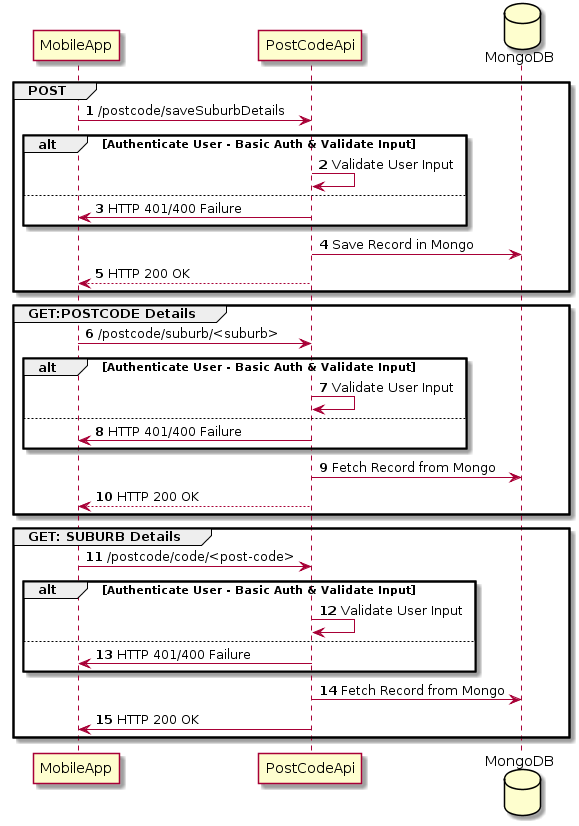 MobileApp
PostCodeApi
MongoDB
POST
1 /postcode/saveSuburbDetails
alt [Authenticate User - Basic Auth & Validate Input]
2 Validate User Input
3 HTTP 401/400 Failure
4 Save Record in Mongo
5 HTTP 200 OK
GET:POSTCODE Details
6 /postcode/suburb/<suburb>
alt [Authenticate User - Basic Auth & Validate Input]
7 Validate User Input
8 HTTP 401/400 Failure
9 Fetch Record from Mongo
10 HTTP 200 OK
GET: SUBURB Details
11 /postcode/code/<post-code>
alt [Authenticate User - Basic Auth & Validate Input]
12 Validate User Input
13 HTTP 401/400 Failure
14 Fetch Record from Mongo
15 HTTP 200 OK
MobileApp
PostCodeApi
MongoDB